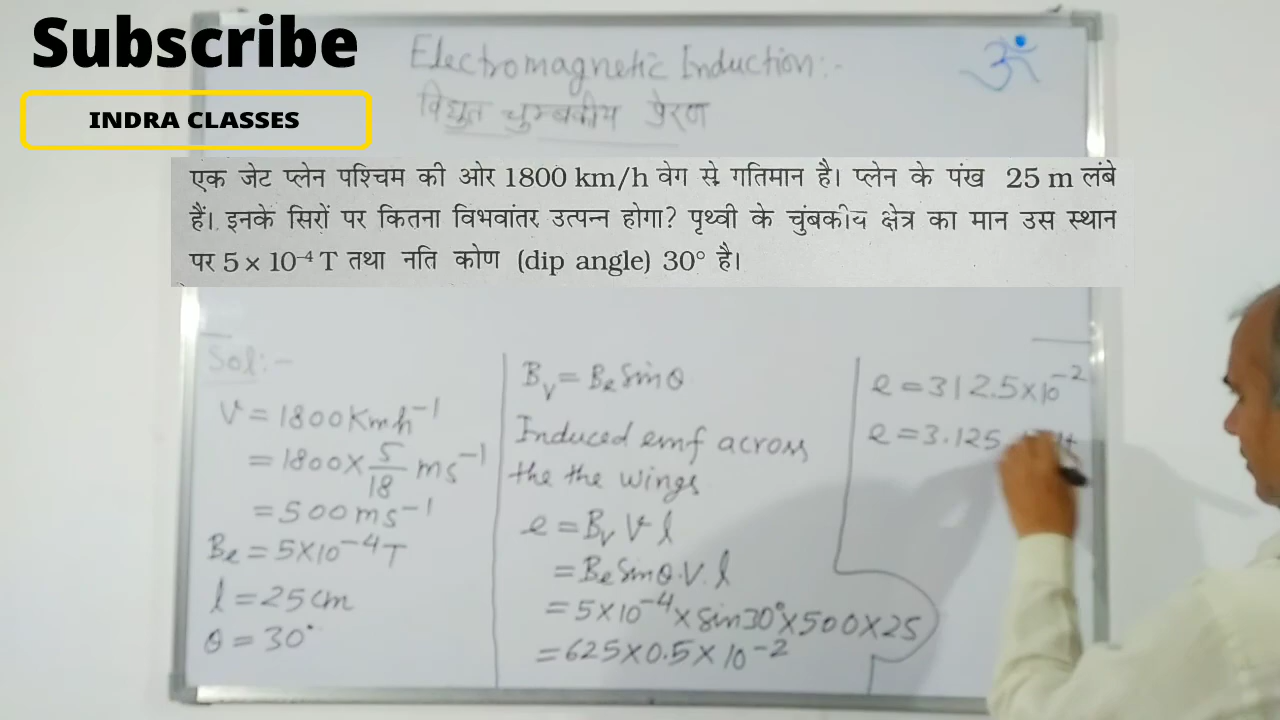 Subscribe
INDRA CLASSES
Electromagnetic Induction:-
विद्युत चुम्बकीय प्रेरण
ॐ
एक जेट प्लेन पश्चिम की ओर 1800 km/h वेग से गतिमान है। प्लेन के पंख 25 m लंबे
हैं। इनके सिरों पर कितना विभवांतर उत्पन्न होगा? पृथ्वी के चुंबकीय क्षेत्र का मान उस स्थान
पर 5 × 10⁻⁴ T तथा नति कोण (dip angle) 30° है।
Sol:-
V = 1800 Kmh⁻¹
= 1800 × 5/18 ms⁻¹
= 500 ms⁻¹
Be = 5×10⁻⁴T
l = 25 cm
θ = 30°
Bv = Be Sinθ
Induced emf across
the the wings
e = Bv V l
= Be Sinθ.V.l
= 5×10⁻⁴ × Sin30° × 500 × 25
= 625 × 0.5 × 10⁻²
e = 312.5×10⁻²
e = 3.125